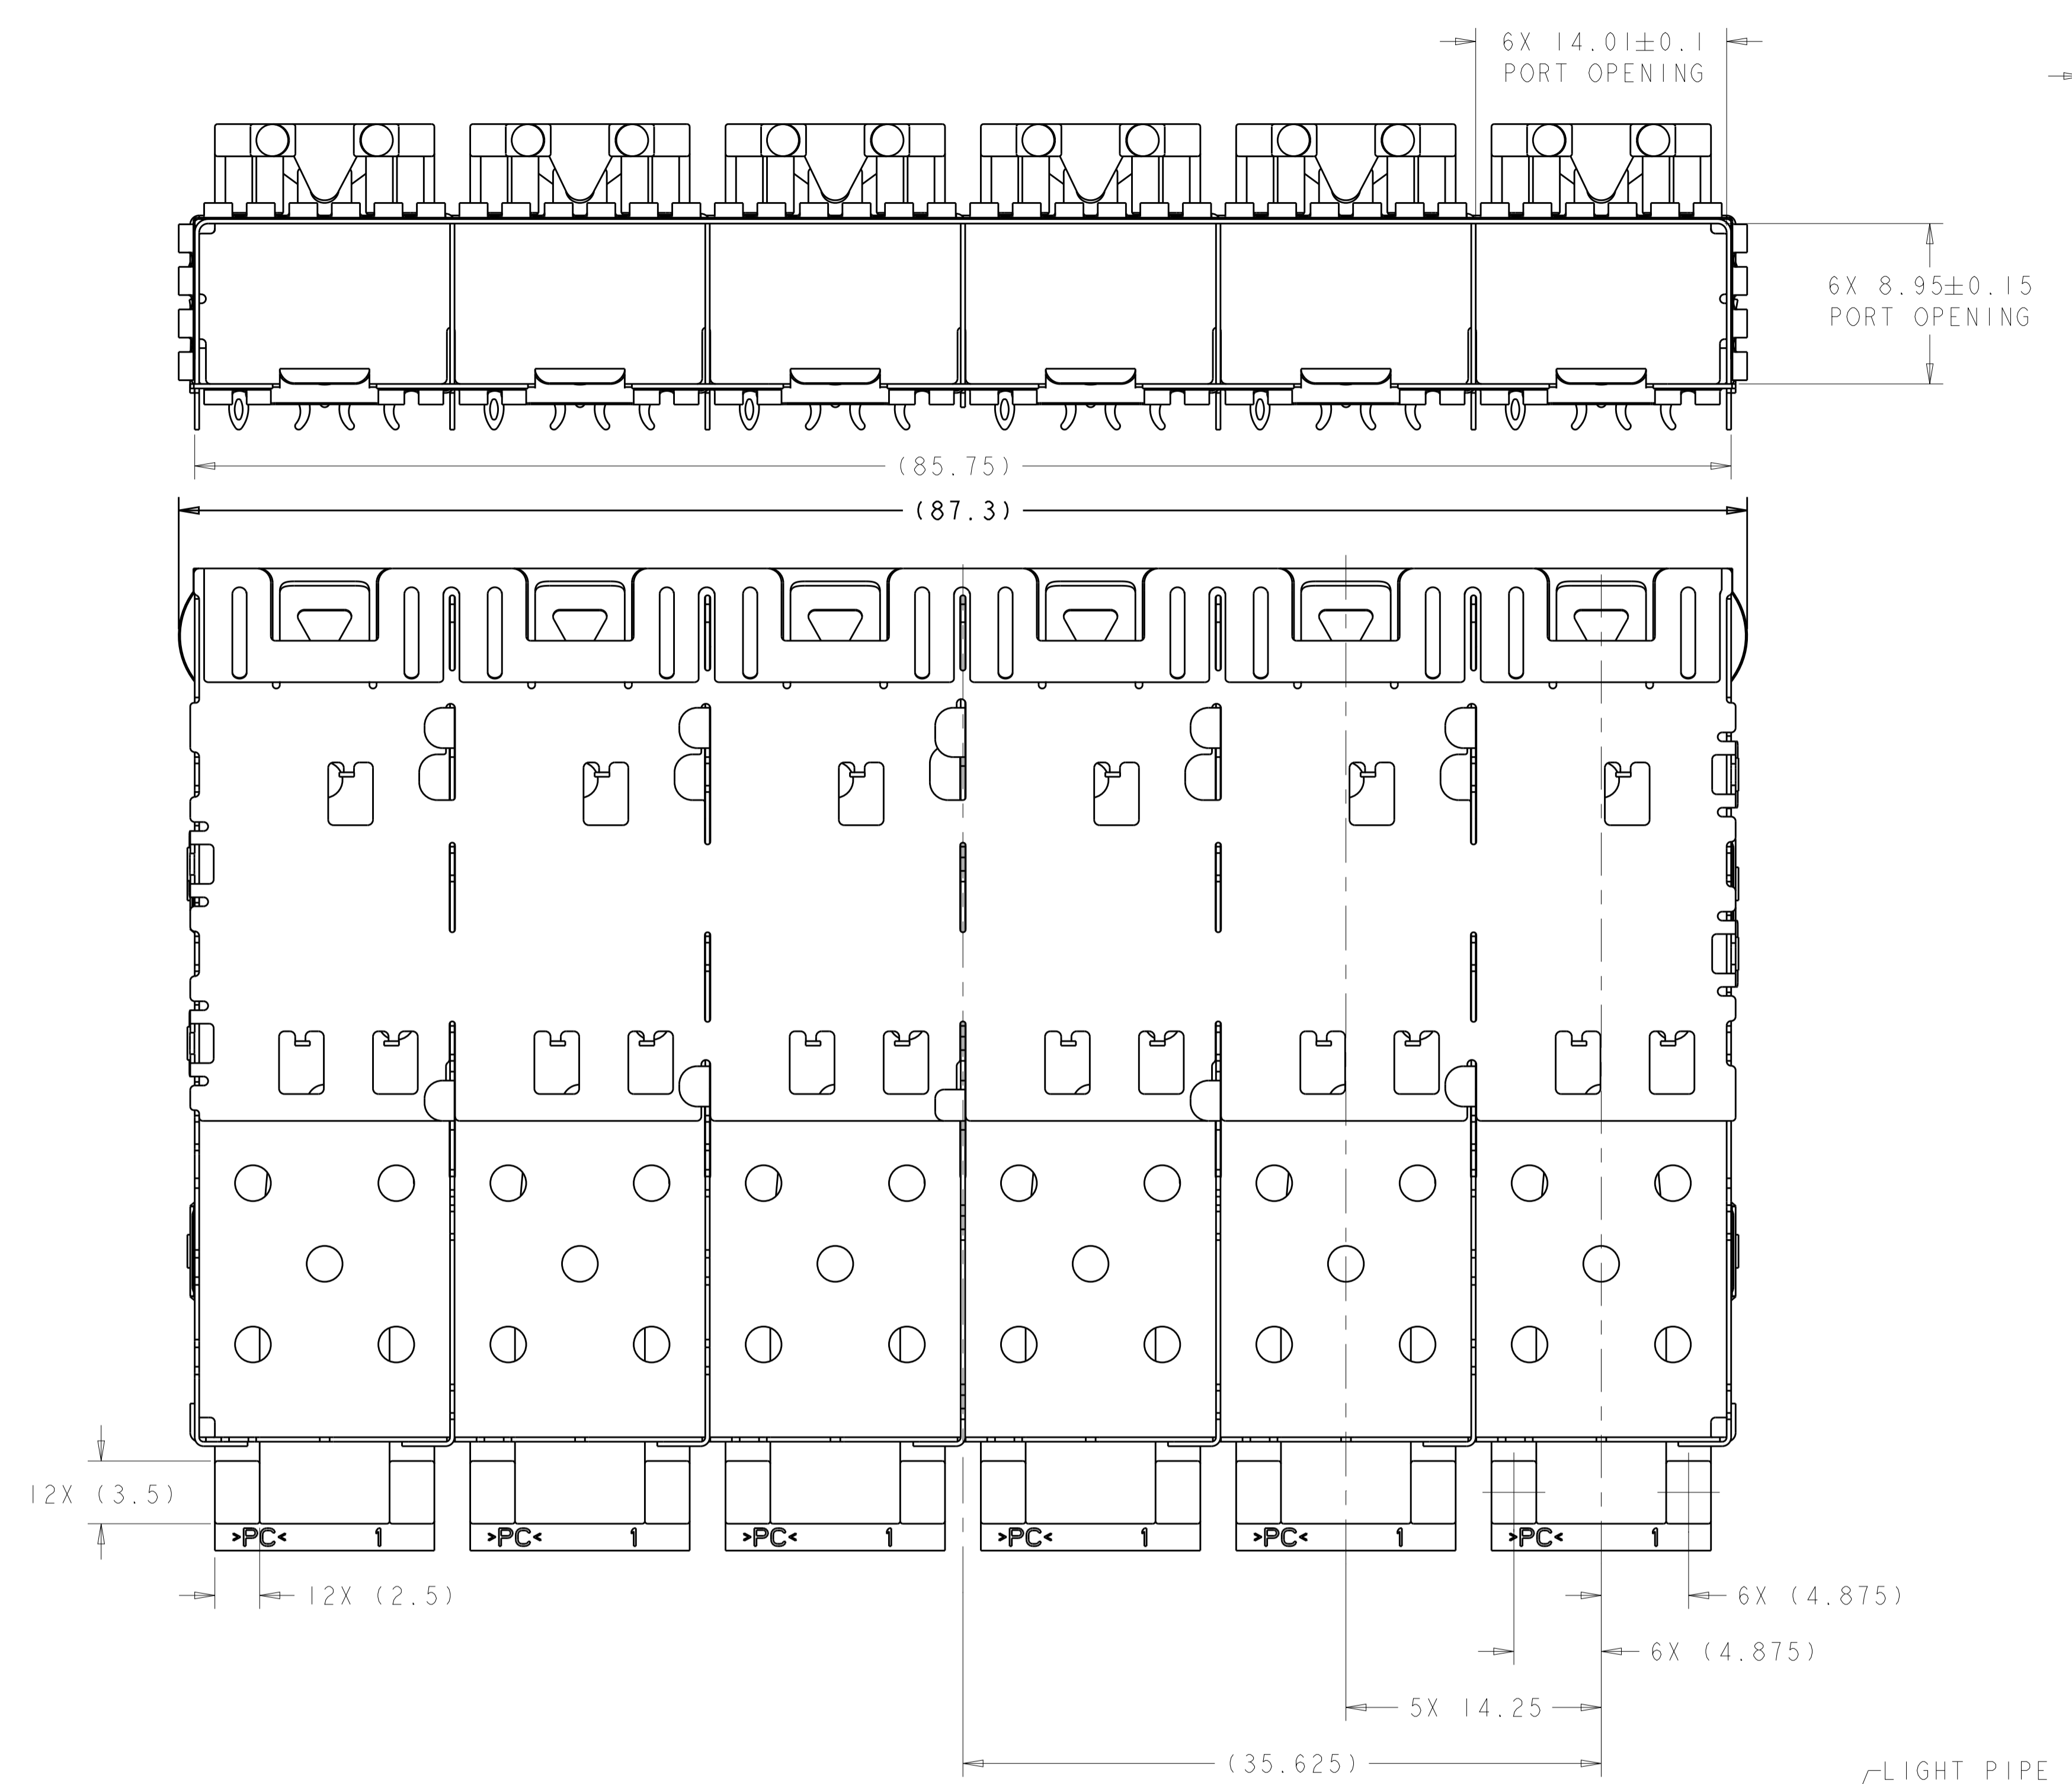 6X 14.01±0.1
PORT OPENING
6X 8.95±0.15
PORT OPENING
(85.75)
(87.3)
12X (3.5)
>PC< 1
>PC< 1
>PC< 1
>PC< 1
>PC< 1
>PC< 1
12X (2.5)
6X (4.875)
6X (4.875)
5X 14.25
(35.625)
LIGHT PIPE